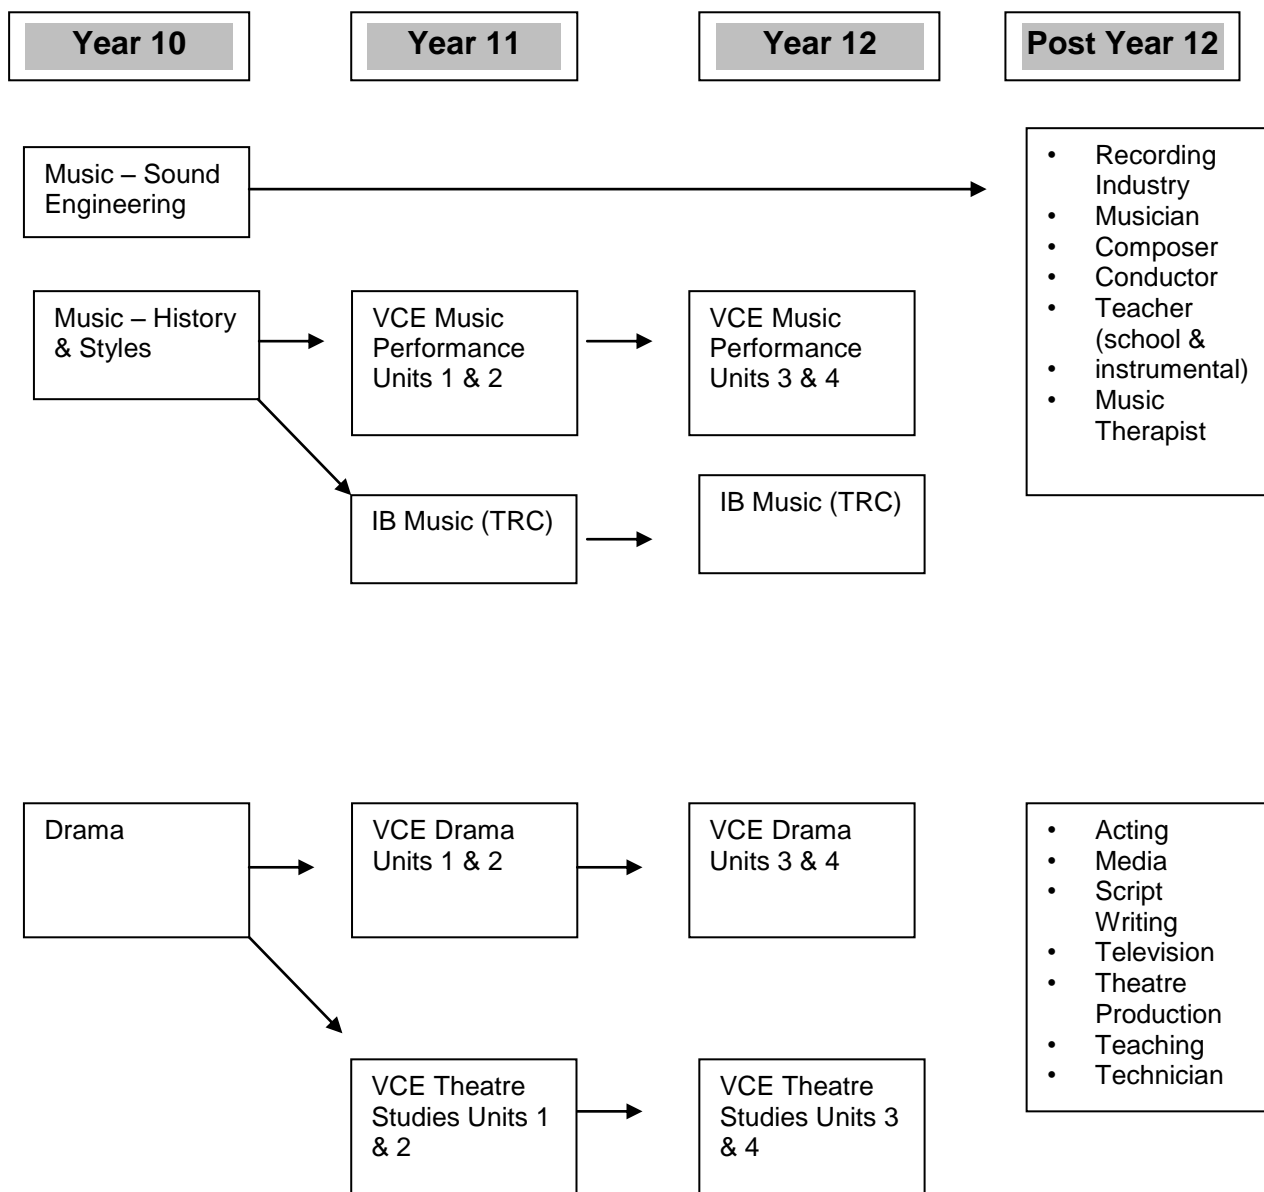 Year 10
Year 11
Year 12
Post Year 12
Music – Sound
Engineering
• Recording
Industry
• Musician
• Composer
• Conductor
• Teacher
(school &
• instrumental)
• Music
Therapist
Music – History
& Styles
VCE Music
Performance
Units 1 & 2
VCE Music
Performance
Units 3 & 4
IB Music (TRC)
IB Music (TRC)
Drama
VCE Drama
Units 1 & 2
VCE Drama
Units 3 & 4
• Acting
• Media
• Script
Writing
• Television
• Theatre
Production
• Teaching
• Technician
VCE Theatre
Studies Units 1
& 2
VCE Theatre
Studies Units 3
& 4